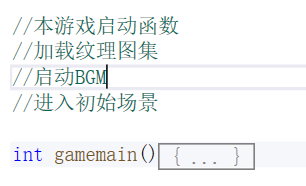 //本游戏启动函数
//加载纹理图集
//启动BGM
//进入初始场景
int gamemain(){ ... }